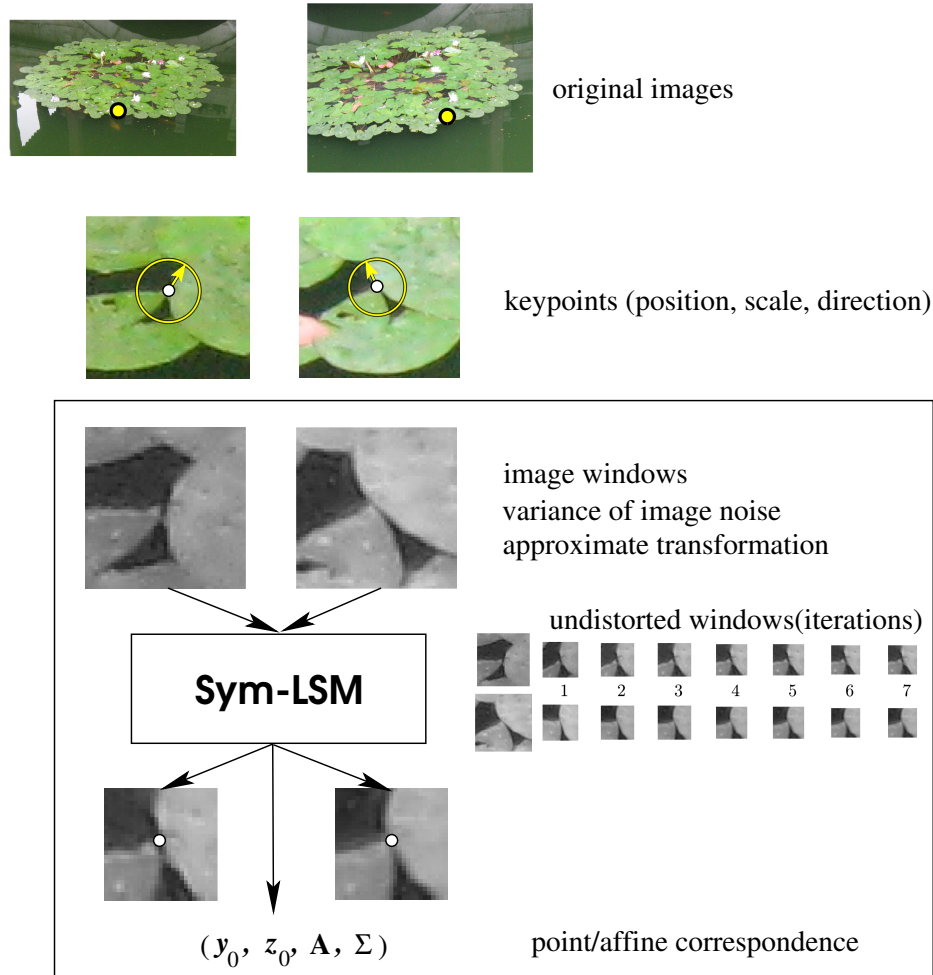 original images
keypoints (position, scale, direction)
image windows
variance of image noise
approximate transformation
undistorted windows(iterations)
1 2 3 4 5 6 7
Sym-LSM
(y₀, z₀, A, Σ)
point/affine correspondence